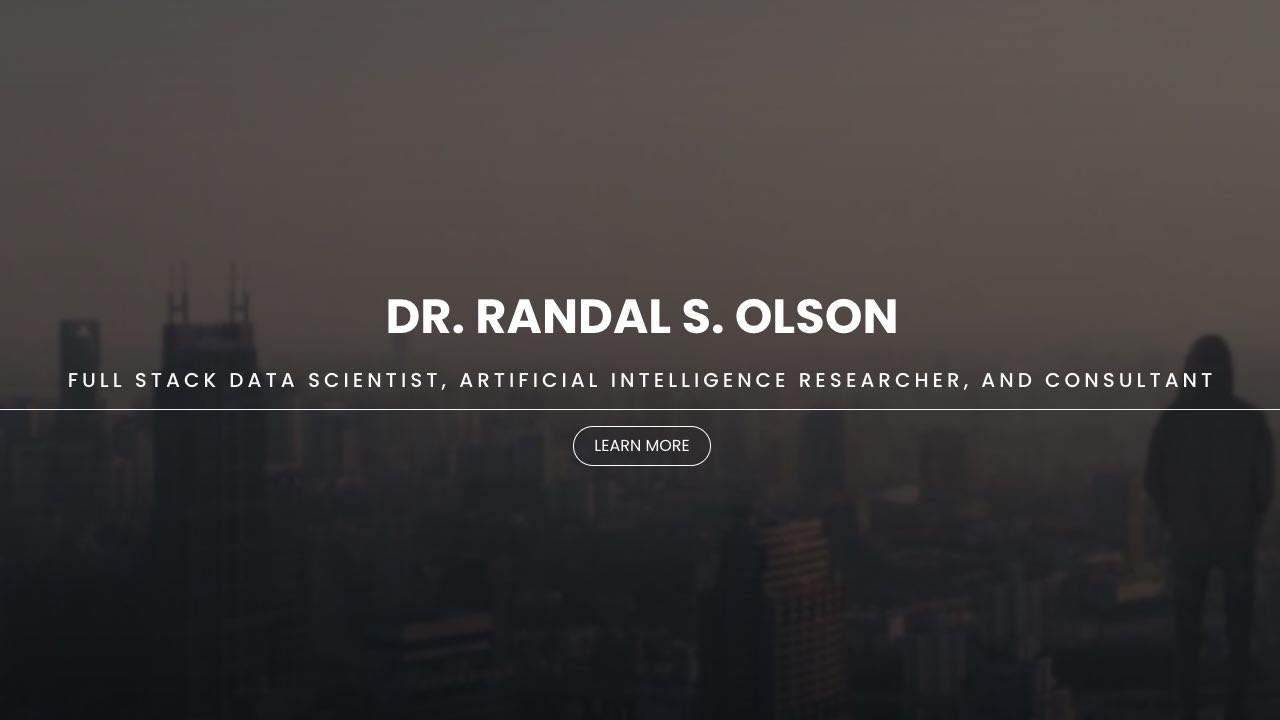 DR. RANDAL S. OLSON
FULL STACK DATA SCIENTIST, ARTIFICIAL INTELLIGENCE RESEARCHER, AND CONSULTANT
LEARN MORE